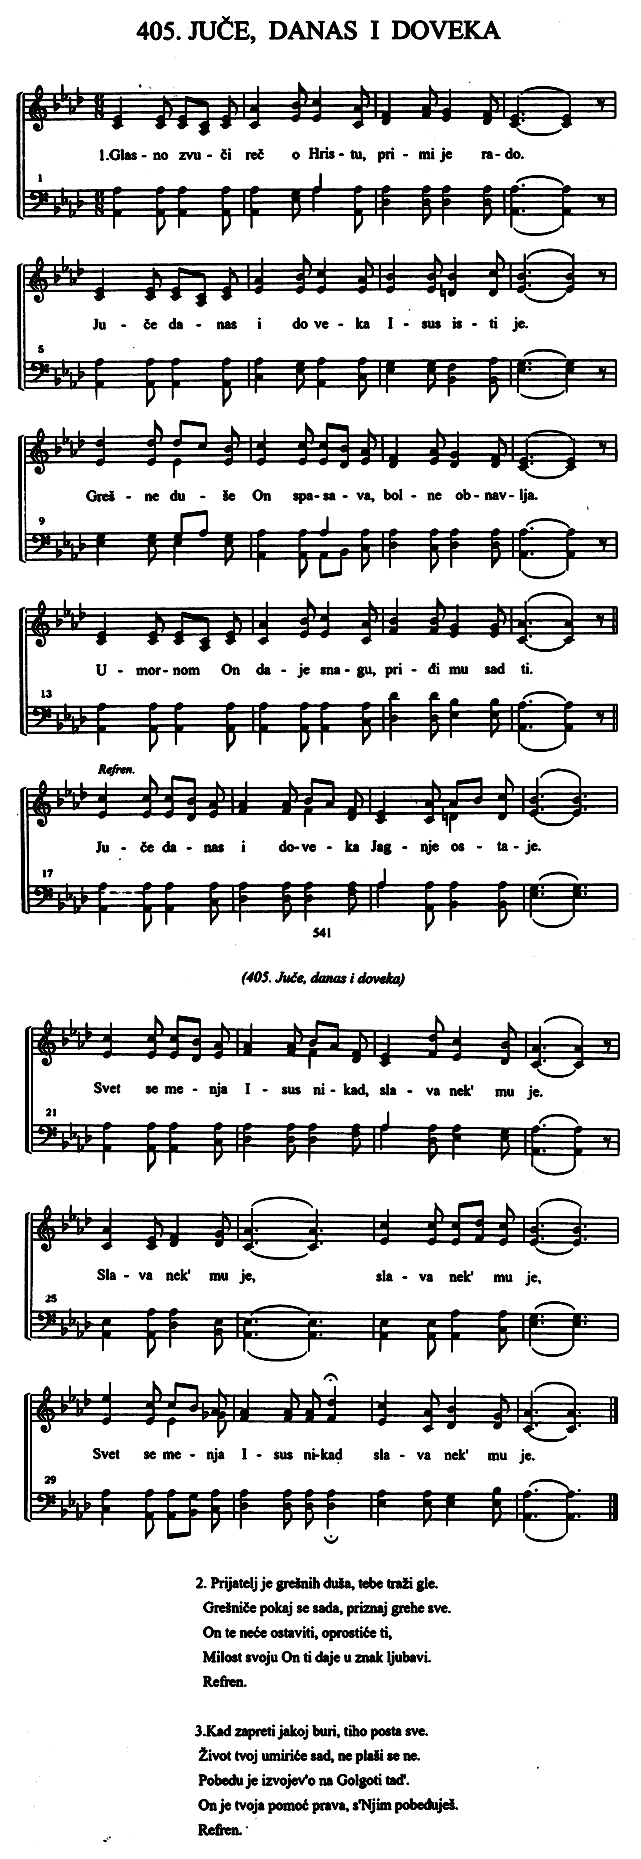 405. JUČE, DANAS I DOVEKA
1.Glas - no zvu - či reč o Hris - tu, pri - mi je ra - do.
1
Ju - če da - nas i do ve - ka I - sus is - ti je.
5
Greš - ne du - še On spa - sa - va, bol - ne ob - nav - lja.
9
U - mor - nom On da - je sna - gu, pri - đi mu sad ti.
13
Refren.
Ju - če da - nas i do - ve - ka Jag - nje os - ta - je.
17
541
(405. Juče, danas i doveka)
Svet se me - nja I - sus ni - kad, sla - va nek' mu je.
21
Sla - va nek' mu je, sla - va nek' mu je,
25
Svet se me - nja I - sus ni-kad sla - va nek' mu je.
29
2. Prijatelj je grešnih duša, tebe traži gle.
Grešniče pokaj se sada, priznaj grehe sve.
On te neće ostaviti, oprostiće ti,
Milost svoju On ti daje u znak ljubavi.
Refren.
3.Kad zapreti jakoj buri, tiho posta sve.
Život tvoj umiriće sad, ne plaši se ne.
Pobedu je izvojev'o na Golgoti tad'.
On je tvoja pomoć prava, s'Njim pobeduješ.
Refren.